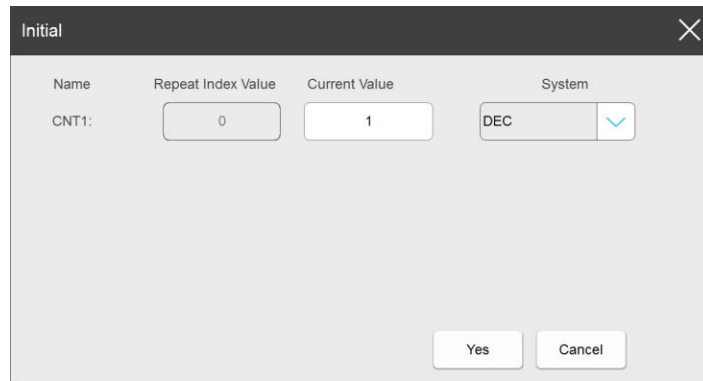 Initial
Name Repeat Index Value Current Value System
CNT1: 0 1 DEC
Yes Cancel